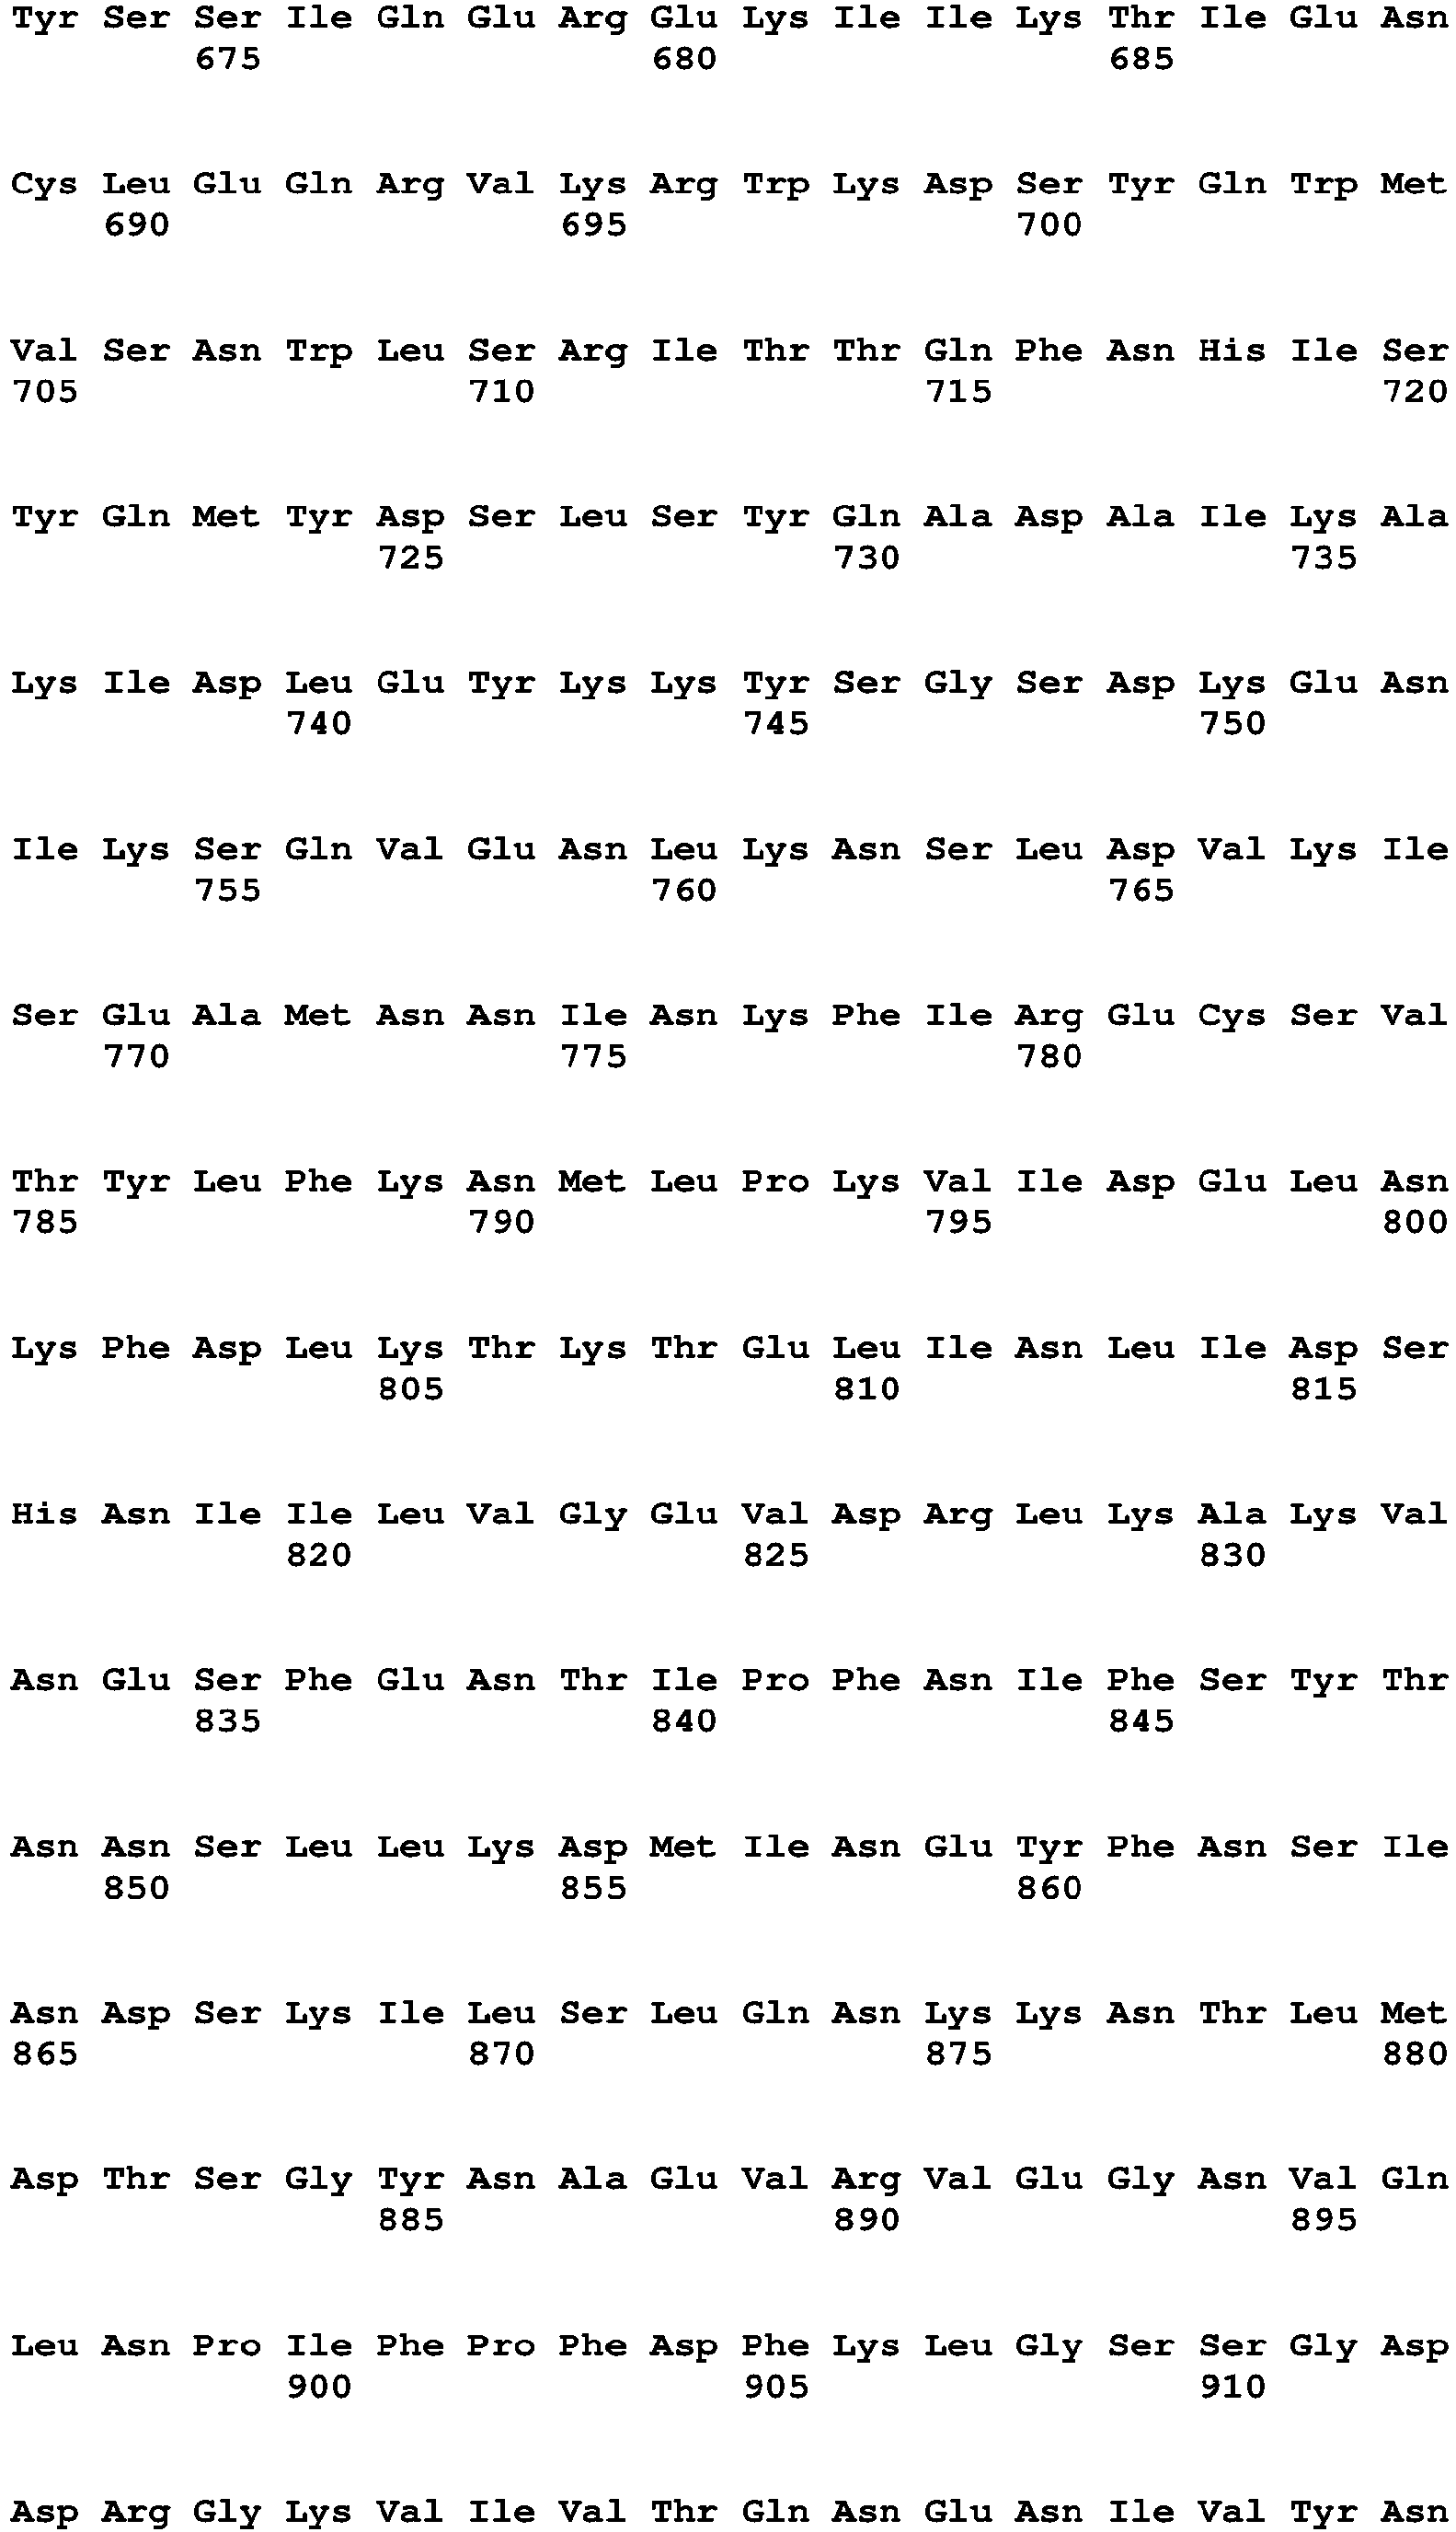 Tyr Ser Ser Ile Gln Glu Arg Glu Lys Ile Ile Lys Thr Ile Glu Asn
675 680 685
Cys Leu Glu Gln Arg Val Lys Arg Trp Lys Asp Ser Tyr Gln Trp Met
690 695 700
Val Ser Asn Trp Leu Ser Arg Ile Thr Thr Gln Phe Asn His Ile Ser
705 710 715 720
Tyr Gln Met Tyr Asp Ser Leu Ser Tyr Gln Ala Asp Ala Ile Lys Ala
725 730 735
Lys Ile Asp Leu Glu Tyr Lys Lys Tyr Ser Gly Ser Asp Lys Glu Asn
740 745 750
Ile Lys Ser Gln Val Glu Asn Leu Lys Asn Ser Leu Asp Val Lys Ile
755 760 765
Ser Glu Ala Met Asn Asn Ile Asn Lys Phe Ile Arg Glu Cys Ser Val
770 775 780
Thr Tyr Leu Phe Lys Asn Met Leu Pro Lys Val Ile Asp Glu Leu Asn
785 790 795 800
Lys Phe Asp Leu Lys Thr Lys Thr Glu Leu Ile Asn Leu Ile Asp Ser
805 810 815
His Asn Ile Ile Leu Val Gly Glu Val Asp Arg Leu Lys Ala Lys Val
820 825 830
Asn Glu Ser Phe Glu Asn Thr Ile Pro Phe Asn Ile Phe Ser Tyr Thr
835 840 845
Asn Asn Ser Leu Leu Lys Asp Met Ile Asn Glu Tyr Phe Asn Ser Ile
850 855 860
Asn Asp Ser Lys Ile Leu Ser Leu Gln Asn Lys Lys Asn Thr Leu Met
865 870 875 880
Asp Thr Ser Gly Tyr Asn Ala Glu Val Arg Val Glu Gly Asn Val Gln
885 890 895
Leu Asn Pro Ile Phe Pro Phe Asp Phe Lys Leu Gly Ser Ser Gly Asp
900 905 910
Asp Arg Gly Lys Val Ile Val Thr Gln Asn Glu Asn Ile Val Tyr Asn